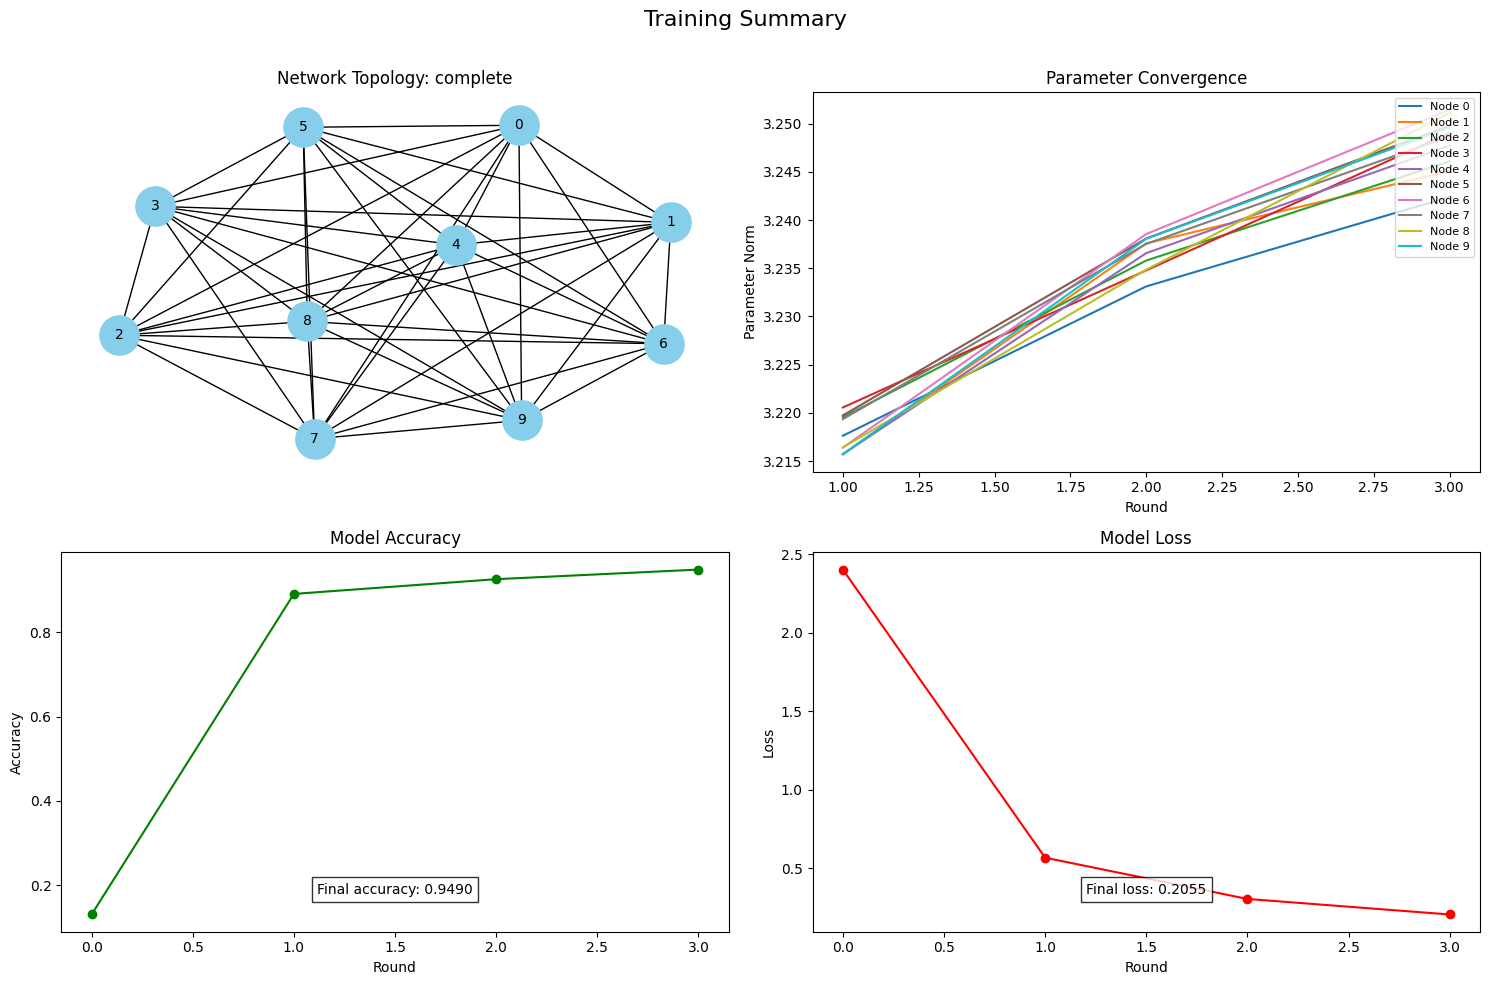 Training Summary
Network Topology: complete
5
0
3
1
4
8
2
6
9
7
Parameter Convergence
Parameter Norm
3.250
3.245
3.240
3.235
3.230
3.225
3.220
3.215
Node 0
Node 1
Node 2
Node 3
Node 4
Node 5
Node 6
Node 7
Node 8
Node 9
1.00 1.25 1.50 1.75 2.00 2.25 2.50 2.75 3.00
Round
Model Accuracy
Accuracy
0.8
0.6
0.4
0.2
Final accuracy: 0.9490
0.0 0.5 1.0 1.5 2.0 2.5 3.0
Round
Model Loss
Loss
2.5
2.0
1.5
1.0
0.5
Final loss: 0.2055
0.0 0.5 1.0 1.5 2.0 2.5 3.0
Round